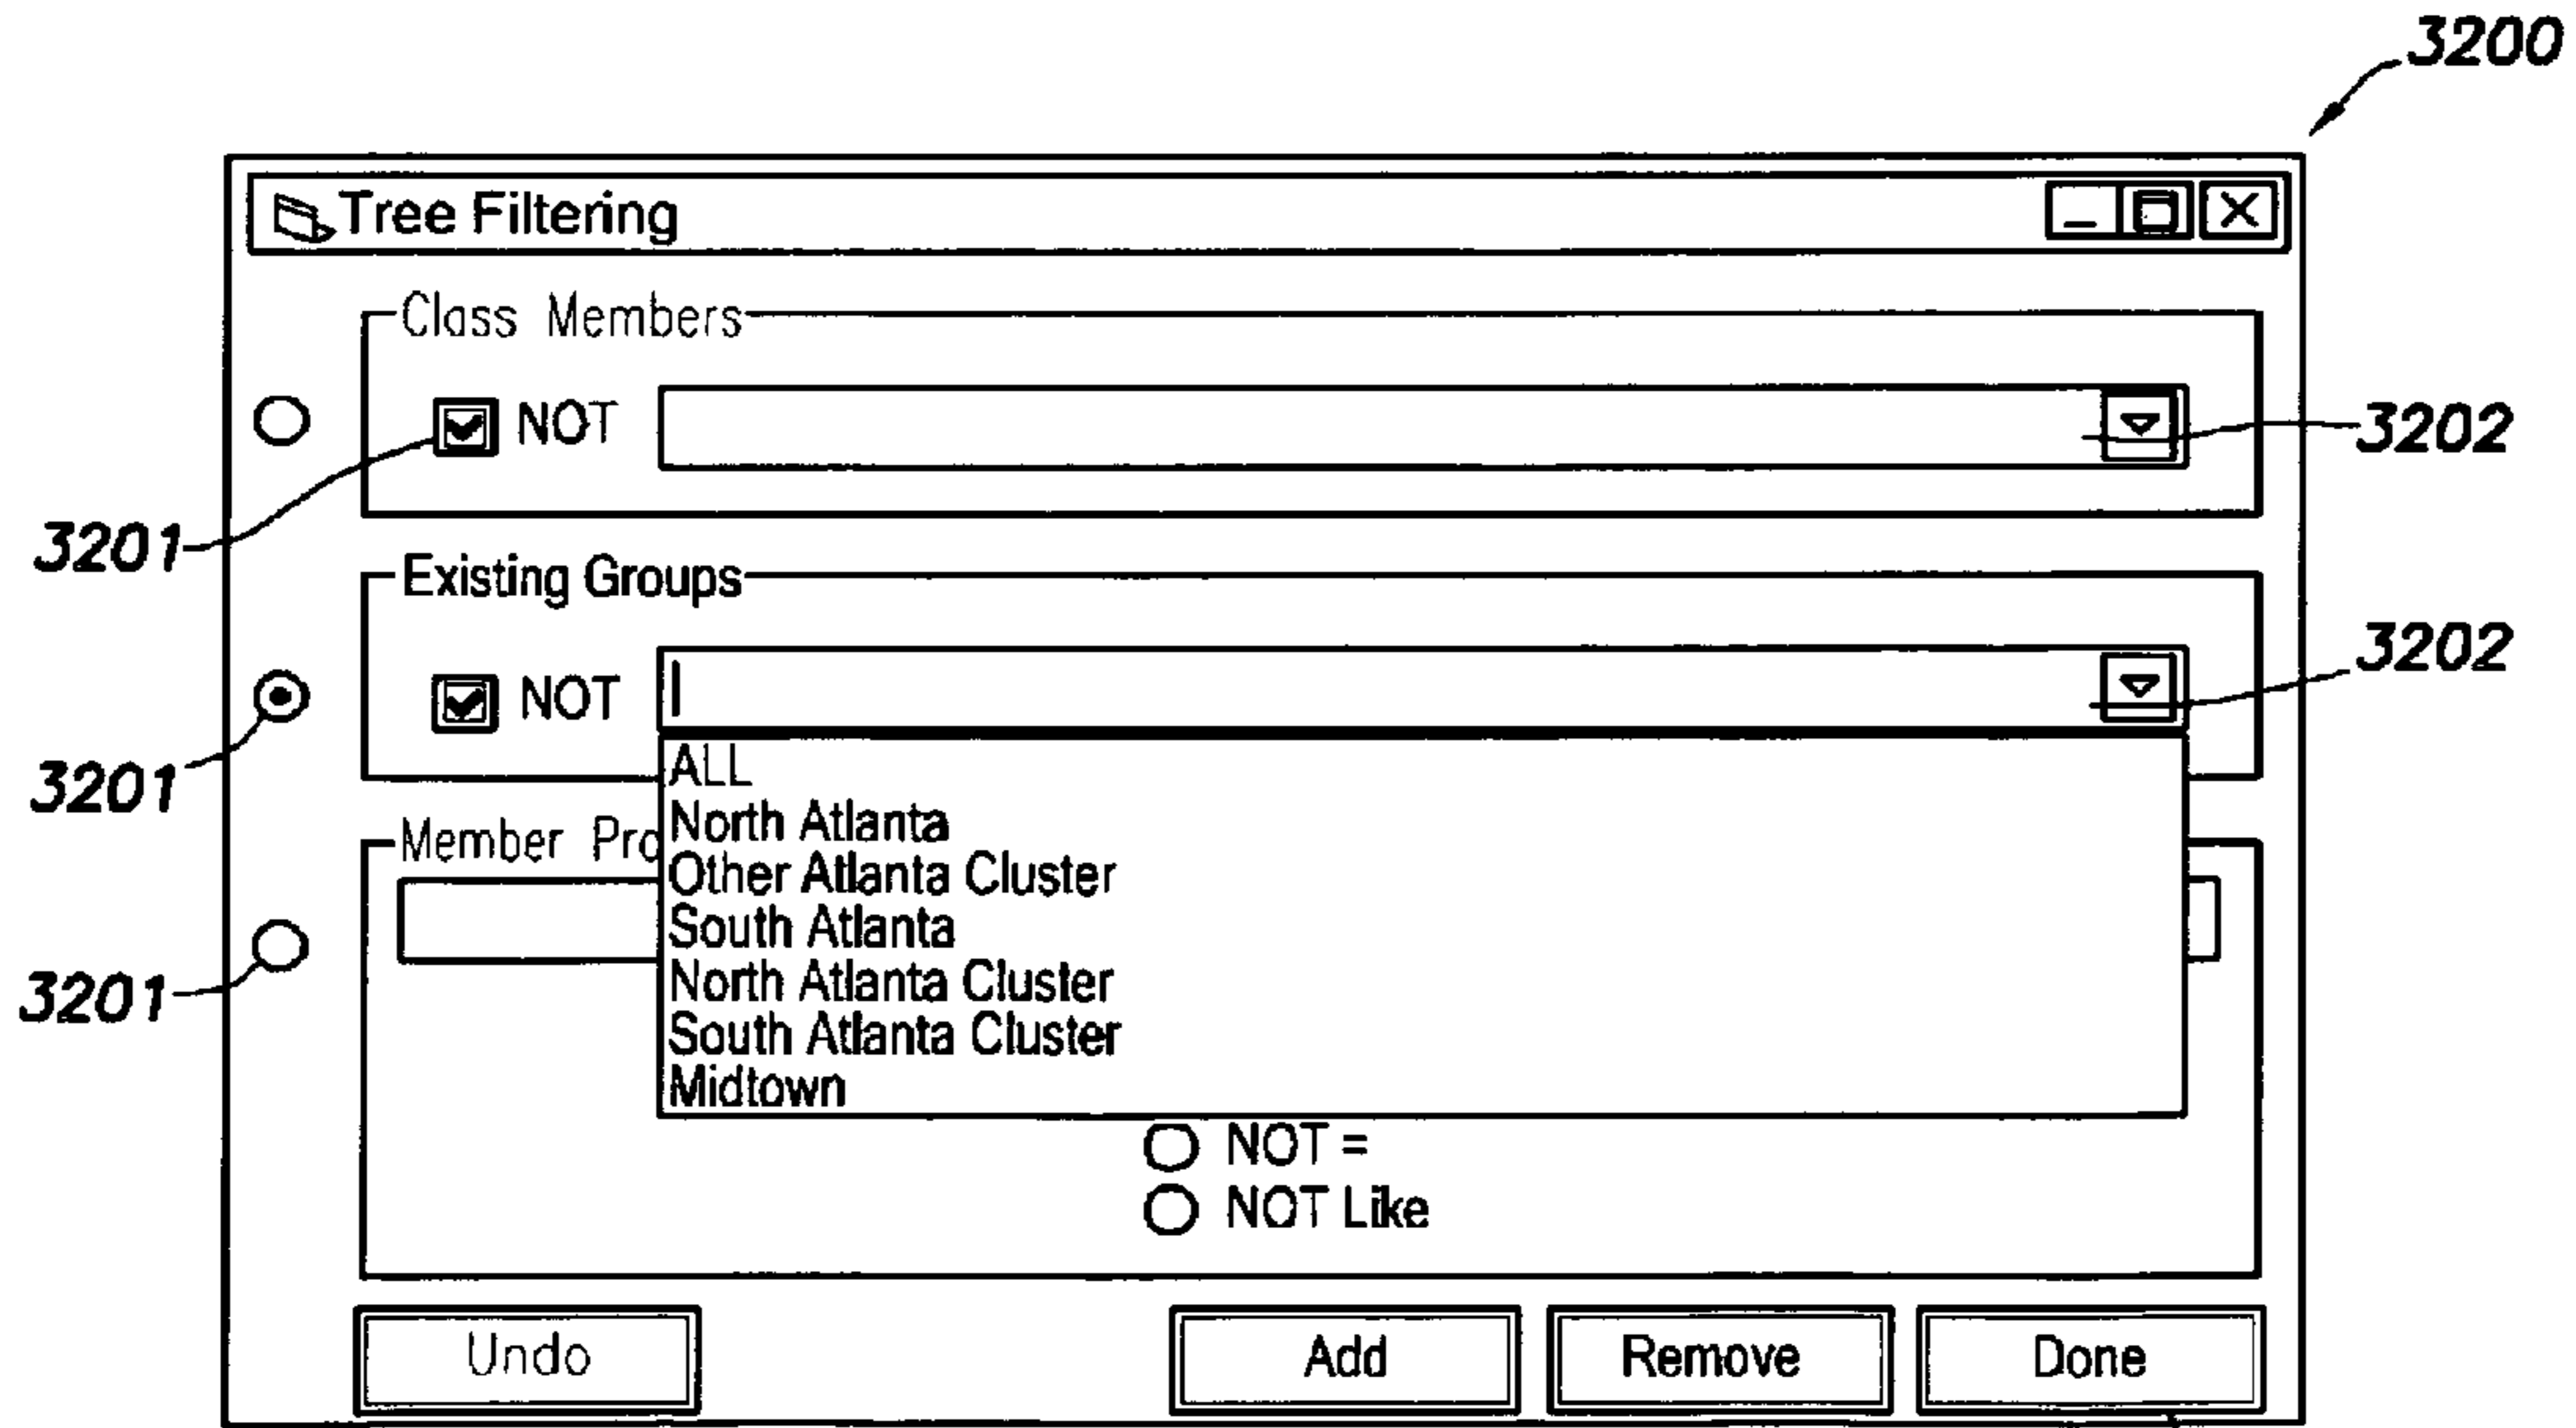 3200
Tree Filtering
Class Members
NOT
3202
3201
Existing Groups
NOT
3202
3201
ALL
North Atlanta
Member
Other Atlanta Cluster
South Atlanta
3201
North Atlanta Cluster
South Atlanta Cluster
Midtown
NOT =
NOT Like
Undo
Add
Remove
Done